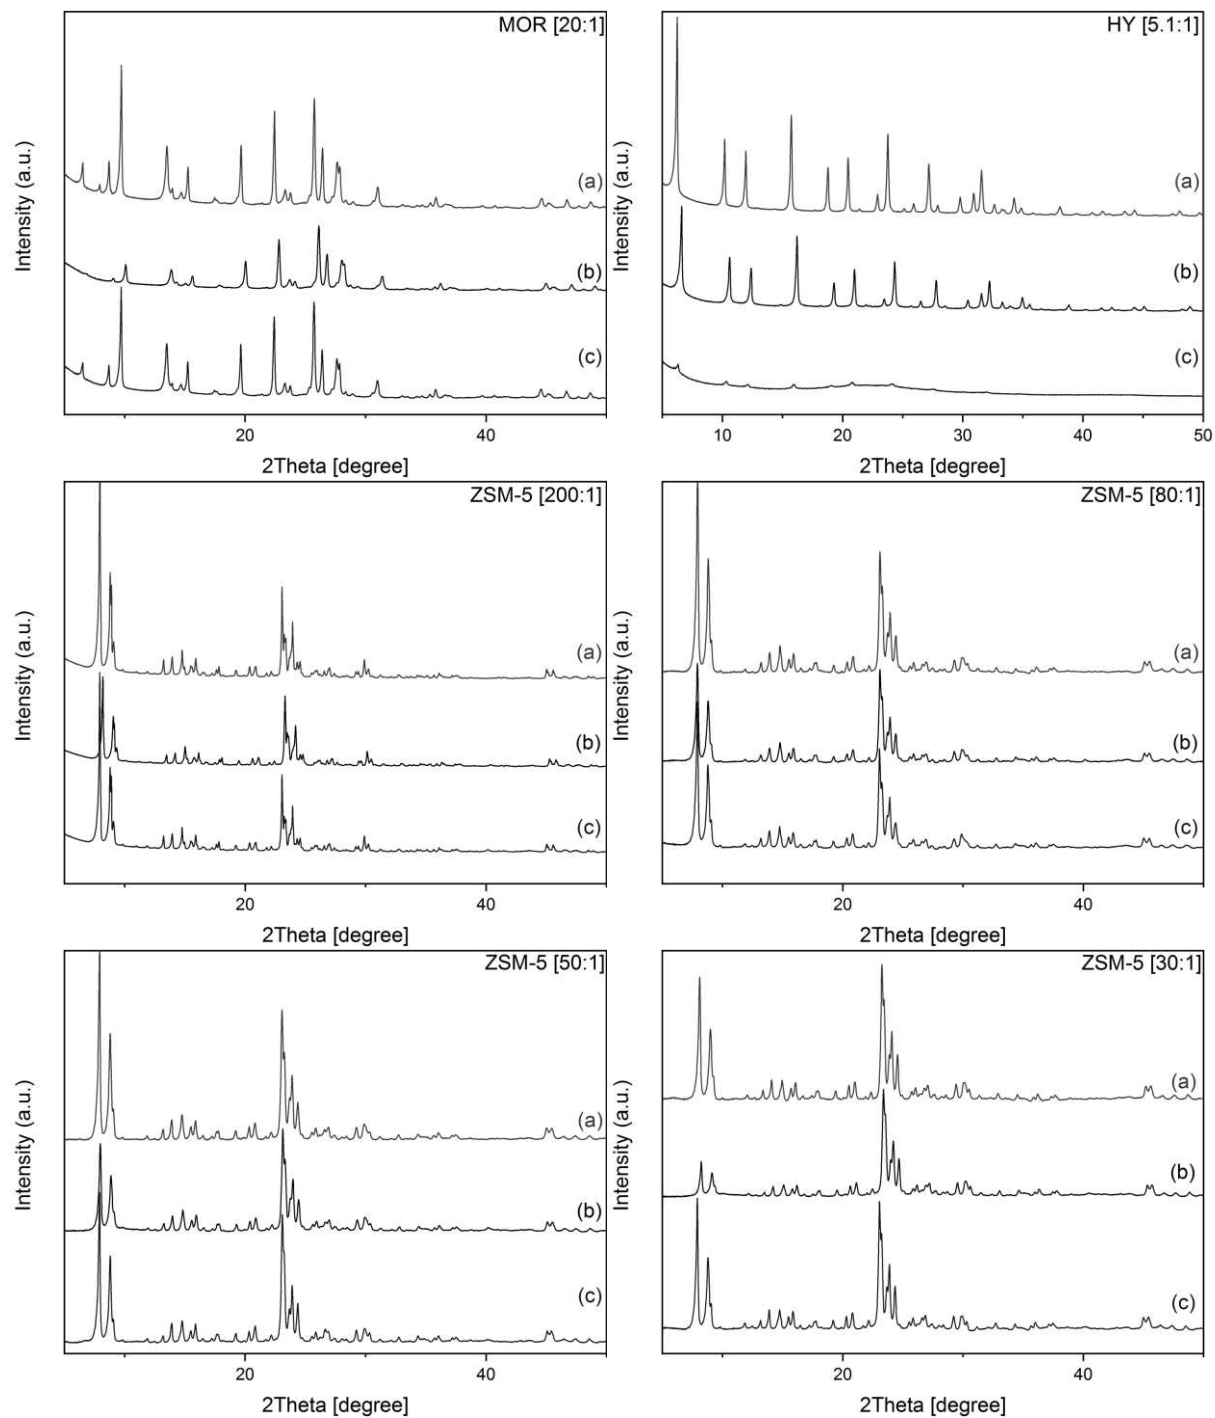 MOR [20:1]
Intensity (a.u.)
(a)
(b)
(c)
20
40
2Theta [degree]
HY [5.1:1]
Intensity (a.u.)
(a)
(b)
(c)
10
20
30
40
50
2Theta [degree]
ZSM-5 [200:1]
Intensity (a.u.)
(a)
(b)
(c)
20
40
2Theta [degree]
ZSM-5 [80:1]
Intensity (a.u.)
(a)
(b)
(c)
20
40
2Theta [degree]
ZSM-5 [50:1]
Intensity (a.u.)
(a)
(b)
(c)
20
40
2Theta [degree]
ZSM-5 [30:1]
Intensity (a.u.)
(a)
(b)
(c)
20
40
2Theta [degree]